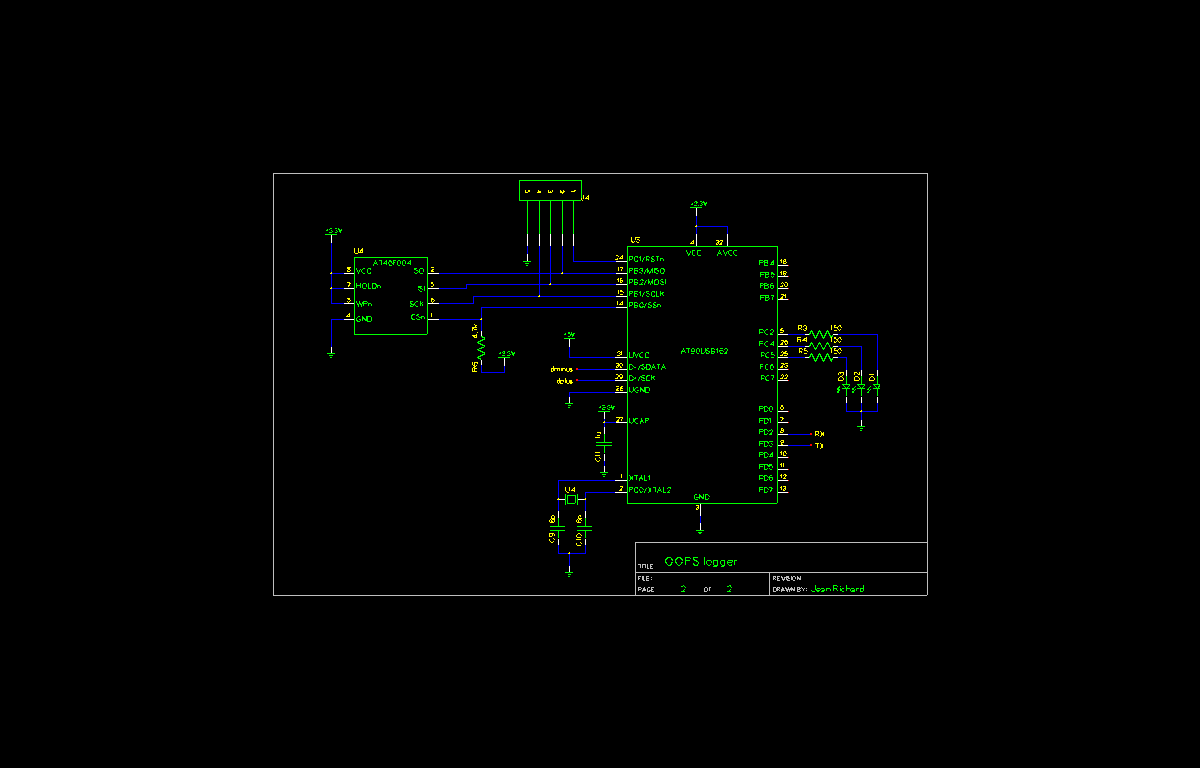 5 4 3 2 1
J4
+3.3V
+3.3V
U4
AT46F004
8 VCC SO 2
7 HOLDn SI 5
3 WPn SCK 6
4 GND CSn 1
4.7k
+3.3V
U5
4 32
VCC AVCC
24 PC1/RSTn
17 PB3/MISO
16 PB2/MOSI
15 PB1/SCLK
14 PB0/SSn
+5V
31 UVCC
dminus 30 D-/SDATA
dplus 29 D+/SCK
28 UGND
+3.3V
27 UCAP
1u
C11
1 XTAL1
2 PC0/XTAL2
AT90USB162
PB4 18
PB5 19
PB6 20
PB7 21
PC2 5
PC4 26
PC5 25
PC6 23
PC7 22
R3 150
R4 150
R5 150
D3 D2 D1
PD0 6
PD1 7
PD2 8 RX
PD3 9 TX
PD4 10
PD5 11
PD6 12
PD7 13
GND
3
C9
C10
TITLE OOPS logger
FILE: REVISION
PAGE 2 OF 2 DRAWN BY: Jean Richard